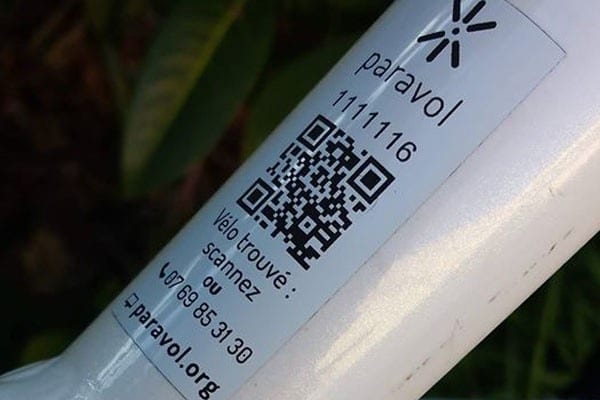 paravol
1111116
Vélo trouvé :
scannez
ou
07 69 85 31 30
paravol.org